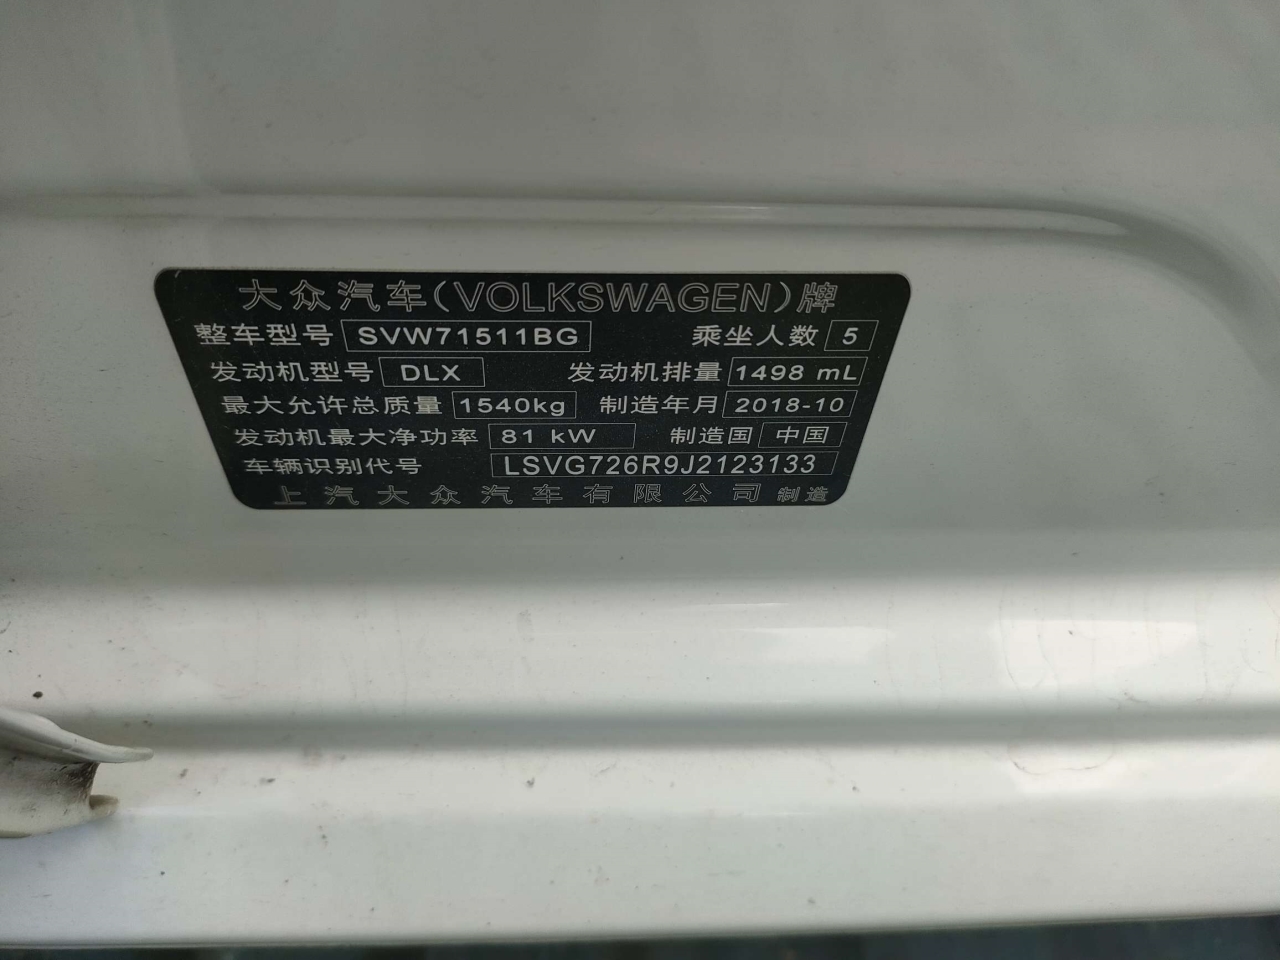 大众汽车(VOLKSWAGEN)牌
整车型号 SVW71511BG 乘坐人数 5
发动机型号 DLX 发动机排量 1498 mL
最大允许总质量 1540kg 制造年月 2018-10
发动机最大净功率 81 kW 制造国 中国
车辆识别代号 LSVG726R9J2123133
上汽大众汽车有限公司 制造